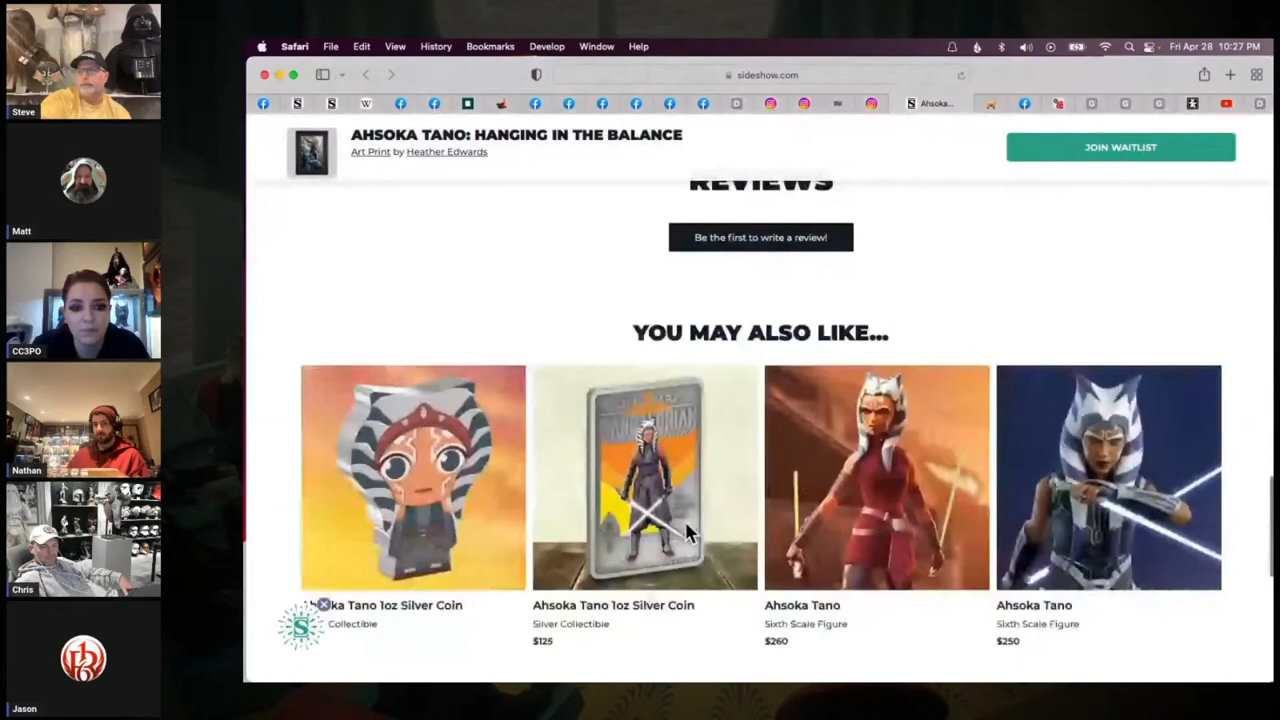 Steve
Matt
CC3PO
Nathan
Chris
Jason
Safari File Edit View History Bookmarks Develop Window Help
Fri Apr 28 10:27 PM
sideshow.com
Ahsoka...
AHSOKA TANO: HANGING IN THE BALANCE
Art Print by Heather Edwards
JOIN WAITLIST
REVIEWS
Be the first to write a review!
YOU MAY ALSO LIKE...
Tano 1oz Silver Coin
Collectible
Ahsoka Tano 1oz Silver Coin
Silver Collectible
$125
Ahsoka Tano
Sixth Scale Figure
$260
Ahsoka Tano
Sixth Scale Figure
$250